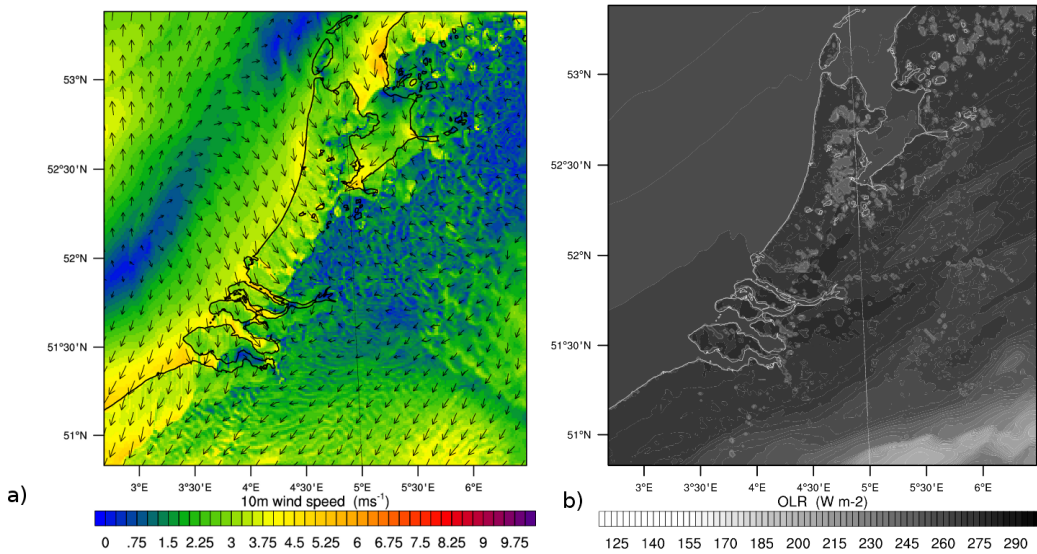 53°N
52°30'N
52°N
51°30'N
51°N
3°E 3°30'E 4°E 4°30'E 5°E 5°30'E 6°E
a)
10m wind speed (ms-1)
0 .75 1.5 2.25 3 3.75 4.5 5.25 6 6.75 7.5 8.25 9 9.75
53°N
52°30'N
52°N
51°30'N
51°N
3°E 3°30'E 4°E 4°30'E 5°E 5°30'E 6°E
b)
OLR (W m-2)
125 140 155 170 185 200 215 230 245 260 275 290